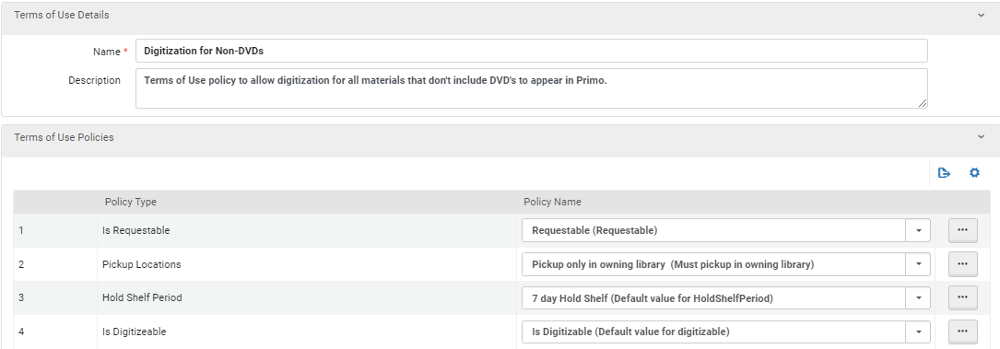 Terms of Use Details
Name * Digitization for Non-DVDs
Description Terms of Use policy to allow digitization for all materials that don't include DVD's to appear in Primo.
Terms of Use Policies
Policy Type Policy Name
1 Is Requestable Requestable (Requestable)
2 Pickup Locations Pickup only in owning library (Must pickup in owning library)
3 Hold Shelf Period 7 day Hold Shelf (Default value for HoldShelfPeriod)
4 Is Digitizeable Is Digitizable (Default value for digitizable)